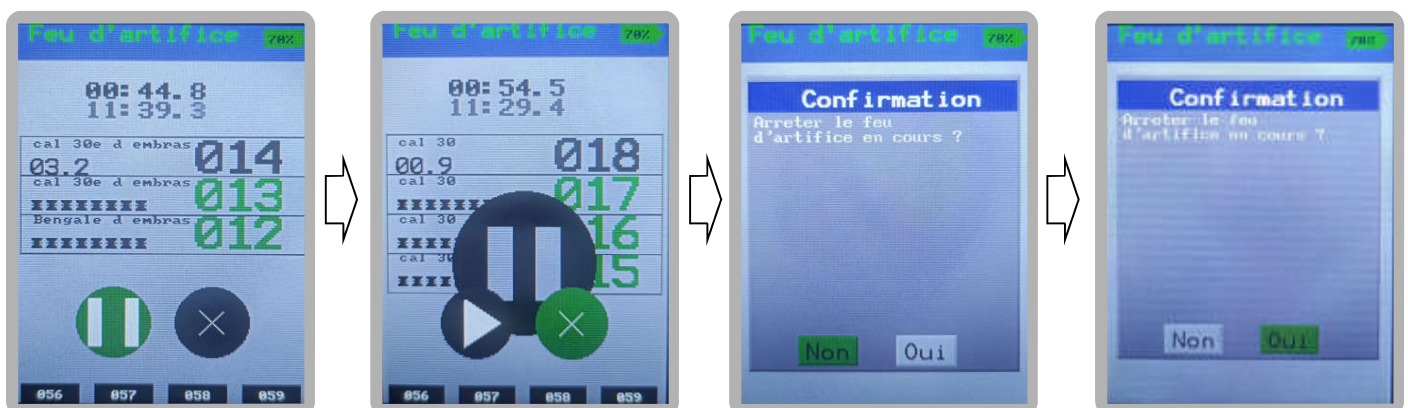 Feu d'artifice 70%
00:44.8
11:39.3
cal 30e d embras 014
03.2
cal 30e d embras 013
Bengale d embras 012
056 057 058 059
Feu d'artifice 70%
00:54.5
11:29.4
cal 30 018
00.9
cal 30 017
cal 30 16
cal 30 15
056 057 058 059
Feu d'artifice 70%
Confirmation
Arreter le feu
d'artifice en cours ?
Non Oui
Feu d'artifice
Confirmation
Arreter le feu
d'artifice en cours ?
Non Oui